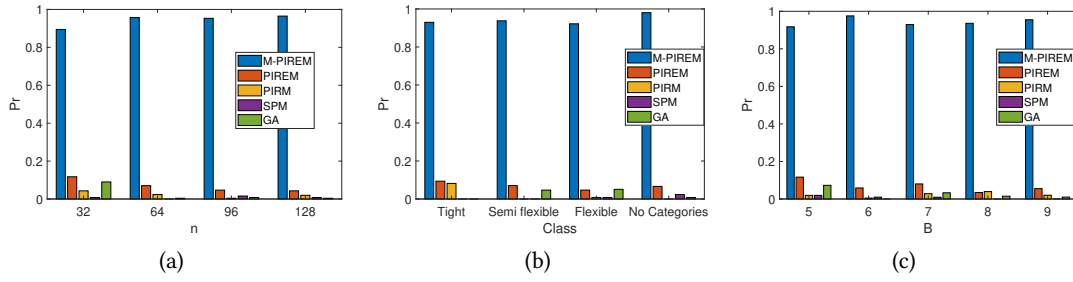 1
0.8
0.6
0.4
0.2
0
Pr
32 64 96 128
n
M-PIREM
PIREM
PIRM
SPM
GA
(a)
1
0.8
0.6
0.4
0.2
0
Pr
Tight Semi flexible Flexible No Categories
Class
M-PIREM
PIREM
PIRM
SPM
GA
(b)
1
0.8
0.6
0.4
0.2
0
Pr
5 6 7 8 9
B
M-PIREM
PIREM
PIRM
SPM
GA
(c)